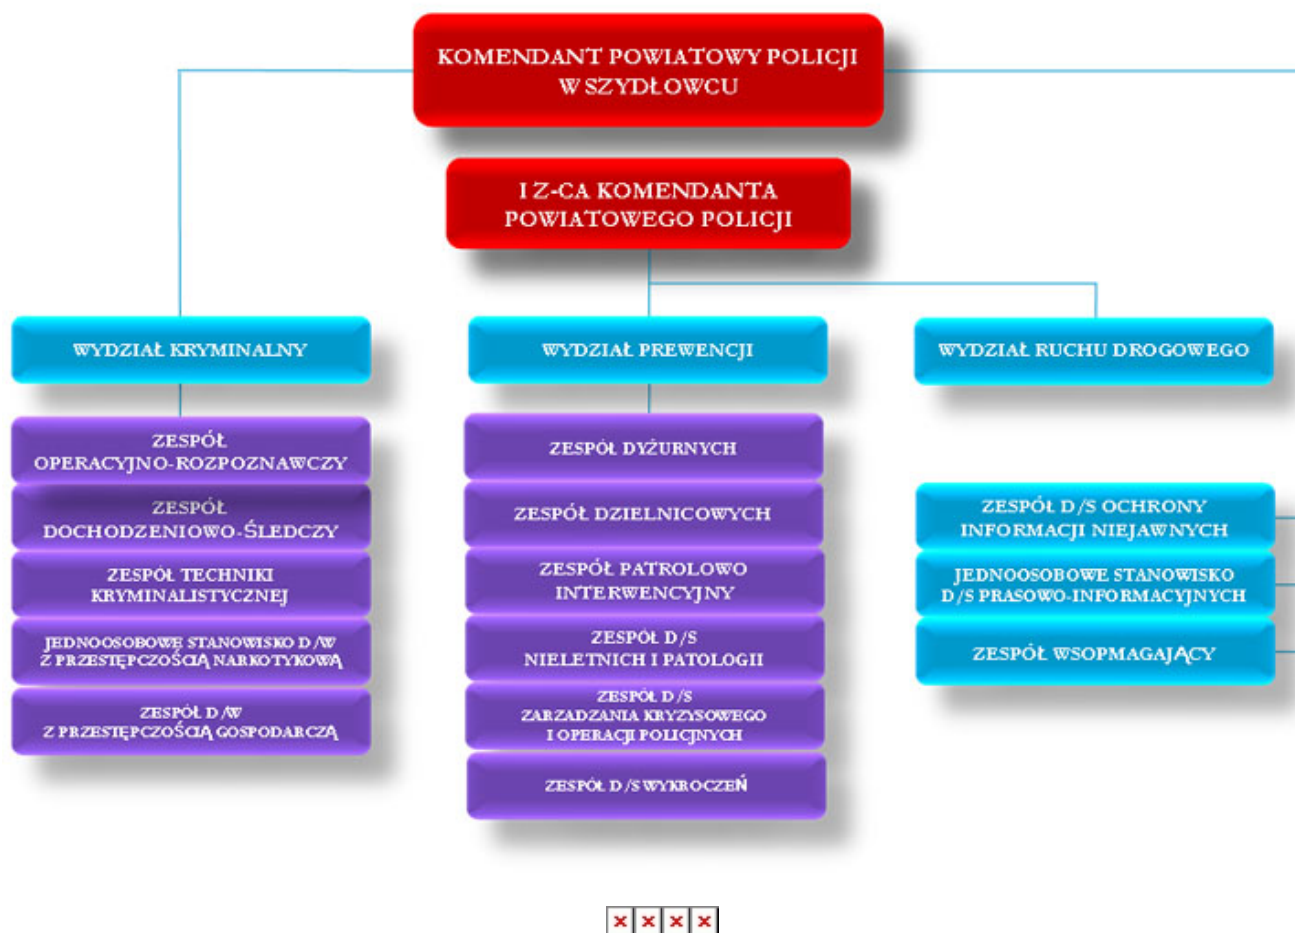 KOMENDANT POWIATOWY POLICJI
W SZYDŁOWCU
I Z-CA KOMENDANTA
POWIATOWEGO POLICJI
WYDZIAŁ KRYMINALNY
ZESPÓŁ
OPERACYJNO-ROZPOZNAWCZY
ZESPÓŁ
DOCHODZENIOWO-ŚLEDCZY
ZESPÓŁ TECHNIKI
KRYMINALISTYCZNEJ
JEDNOOSOBOWE STANOWISKO D/W
Z PRZESTĘPCZOŚCIĄ NARKOTYKOWĄ
ZESPÓŁ D/W
Z PRZESTĘPCZOŚCIĄ GOSPODARCZĄ
WYDZIAŁ PREWENCJI
ZESPÓŁ DYŻURNYCH
ZESPÓŁ DZIELNICOWYCH
ZESPÓŁ PATROLOWO
INTERWENCYJNY
ZESPÓŁ D/S
NIELETNICH I PATOLOGII
ZESPÓŁ D/S
ZARZADZANIA KRYZYSOWEGO
I OPERACJI POLICJNYCH
ZESPÓŁ D/S WYKROCZEŃ
WYDZIAŁ RUCHU DROGOWEGO
ZESPÓŁ D/S OCHRONY
INFORMACJI NIEJAWNYCH
JEDNOOSOBOWE STANOWISKO
D/S PRASOWO-INFORMACYJNYCH
ZESPÓŁ WSOPMAGAJĄCY